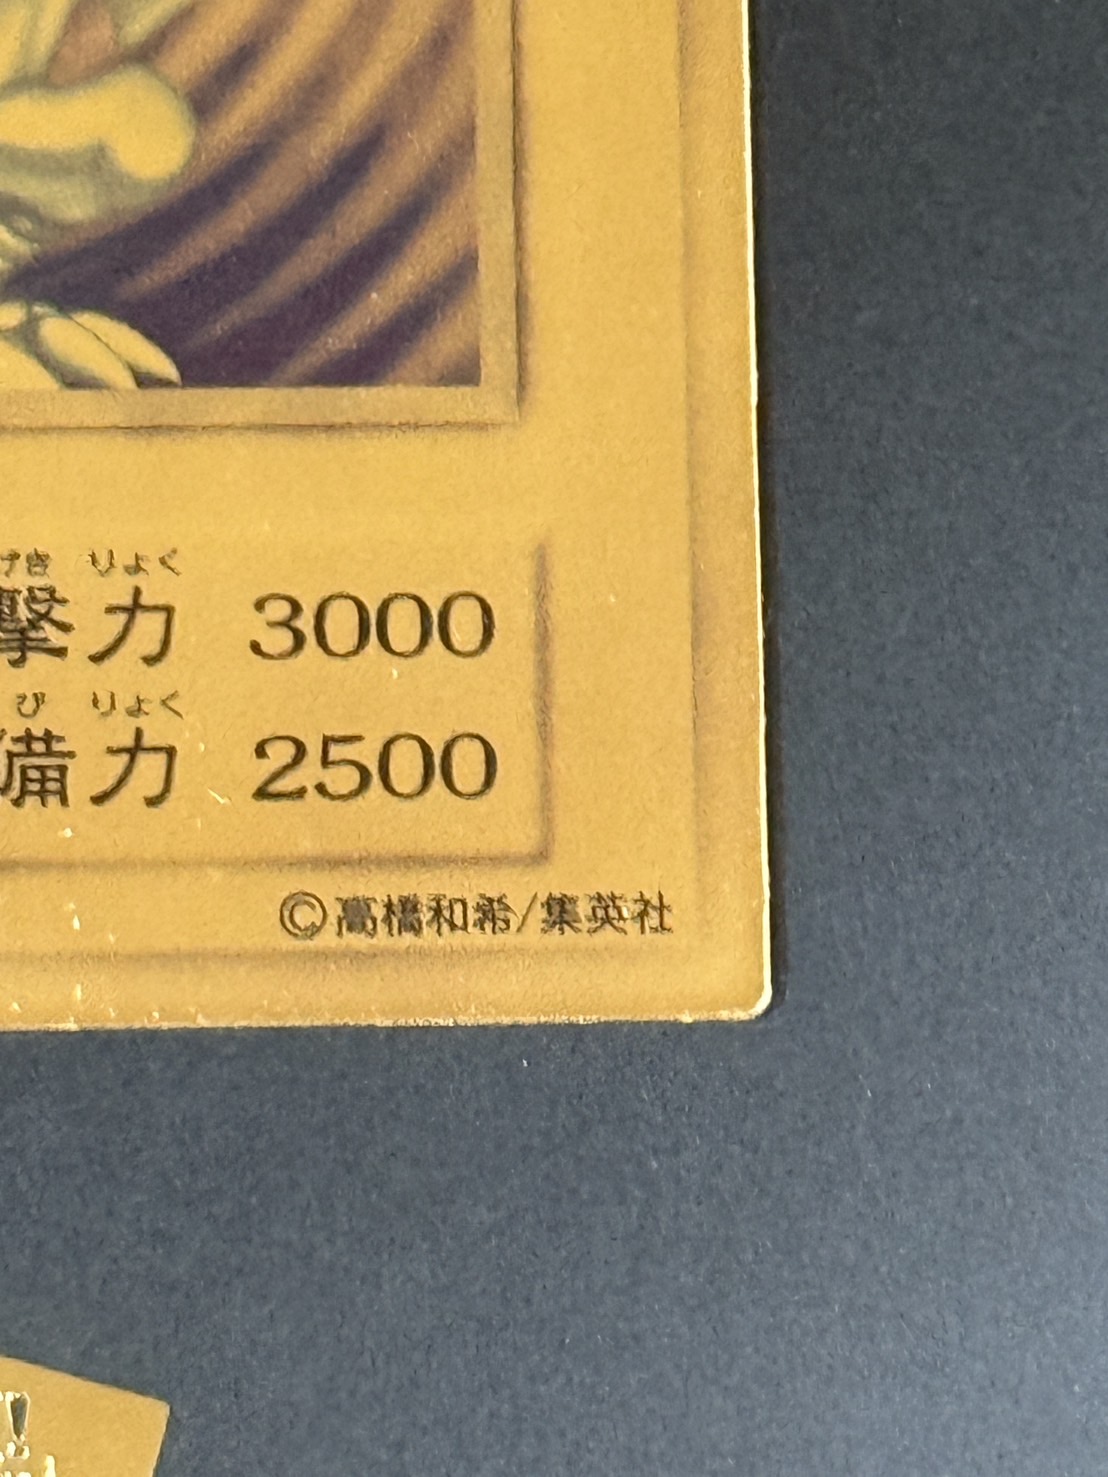 げき りょく
撃力 3000
び りょく
備力 2500
©高橋和希/集英社
!